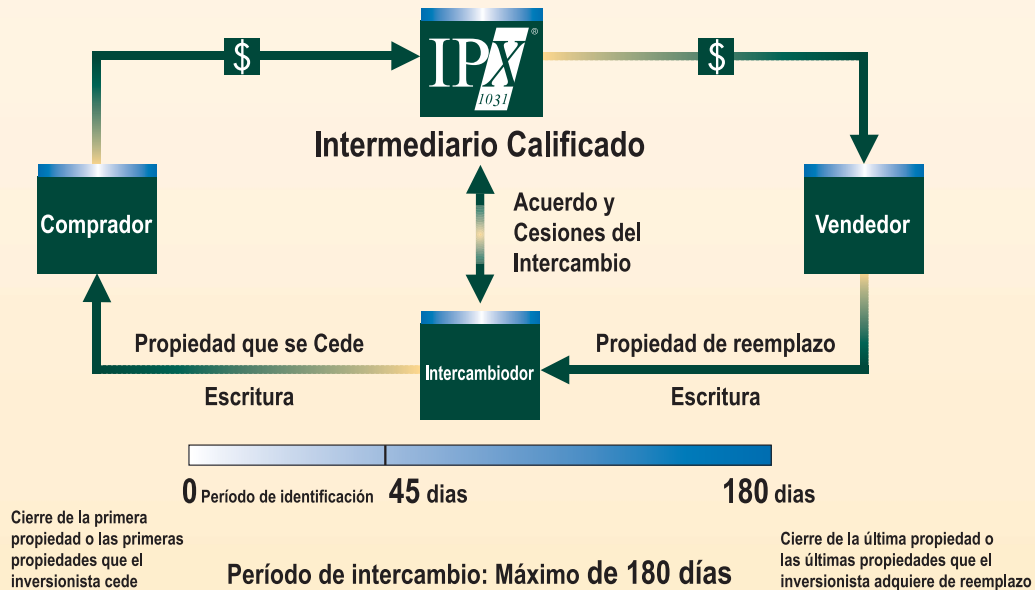 $
IPX®
1031
$
Intermediario Calificado
Comprador
Acuerdo y
Cesiones del
Intercambio
Vendedor
Propiedad que se Cede
Escritura
Intercambiodor
Propiedad de reemplazo
Escritura
0 Período de identificación 45 dias
180 dias
Cierre de la primera
propiedad o las primeras
propiedades que el
inversionista cede
Período de intercambio: Máximo de 180 días
Cierre de la última propiedad o
las últimas propiedades que el
inversionista adquiere de reemplazo